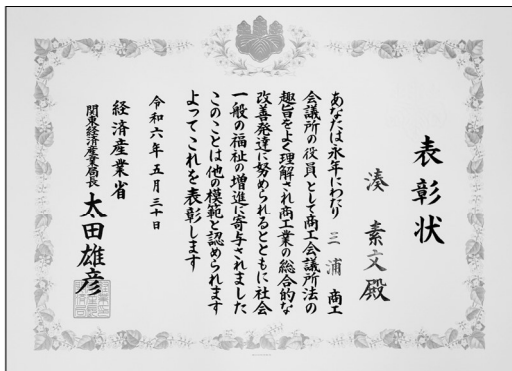 表彰状
湊 素文殿
あなたは永年にわたり 三浦 商工
会議所の役員として商工会議所法の
趣旨をよく理解され商工業の総合的な
改善発達に努められるとともに社会
一般の福祉の増進に寄与されました
このことは他の模範と認められます
よってこれを表彰します
令和六年五月三十日
経済産業省
関東経済産業局長 太田雄彦